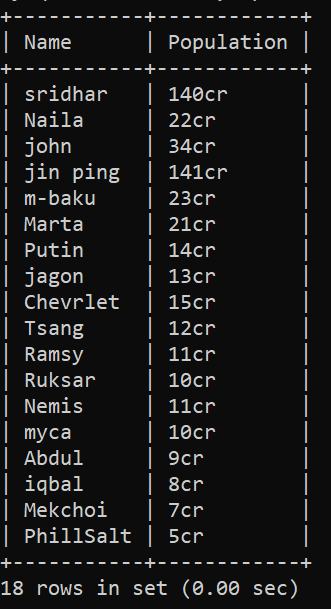 +-----------+------------+
| Name      | Population |
+-----------+------------+
| sridhar   | 140cr      |
| Naila     | 22cr       |
| john      | 34cr       |
| jin ping  | 141cr      |
| m-baku    | 23cr       |
| Marta     | 21cr       |
| Putin     | 14cr       |
| jagon     | 13cr       |
| Chevrlet  | 15cr       |
| Tsang     | 12cr       |
| Ramsy     | 11cr       |
| Ruksar    | 10cr       |
| Nemis     | 11cr       |
| myca      | 10cr       |
| Abdul     | 9cr        |
| iqbal     | 8cr        |
| Mekchoi   | 7cr        |
| PhillSalt | 5cr        |
+-----------+------------+
18 rows in set (0.00 sec)